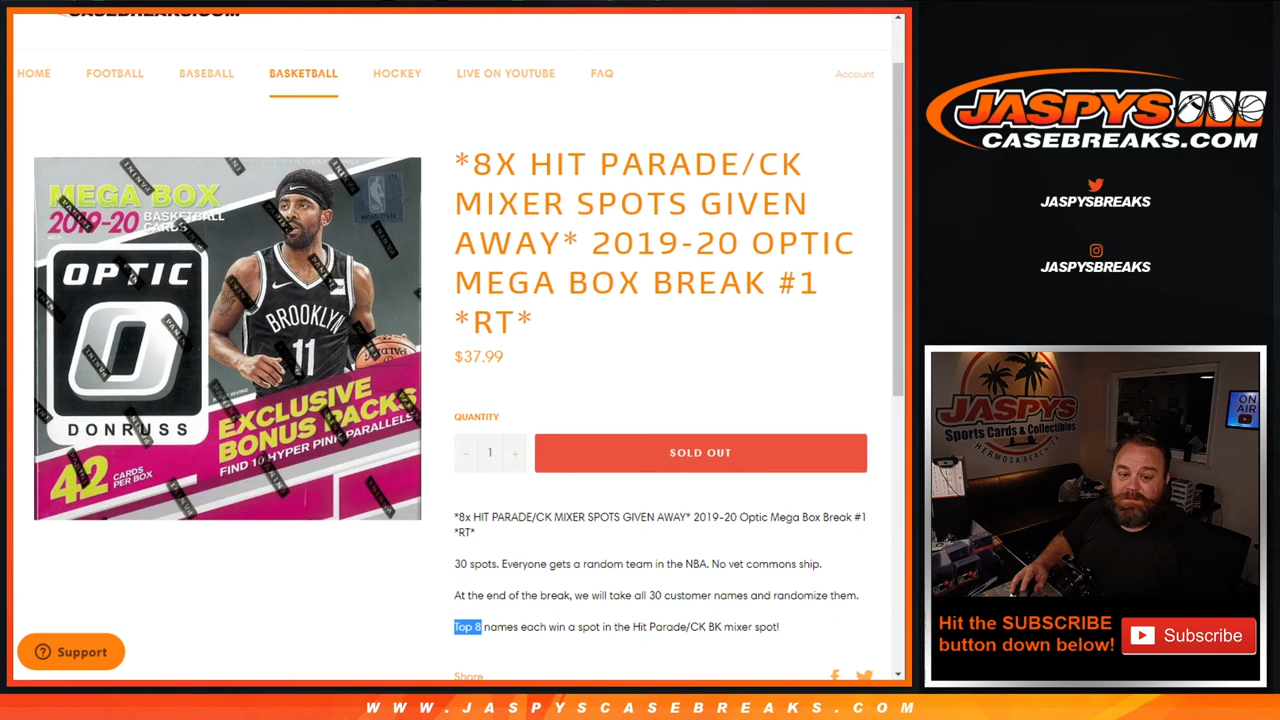 CASEBREAKS.COM
HOME FOOTBALL BASEBALL BASKETBALL HOCKEY LIVE ON YOUTUBE FAQ Account
MEGA BOX
2019-20 BASKETBALL CARDS
OPTIC
DONRUSS
BROOKLYN
11
EXCLUSIVE
BONUS PACKS
FIND 10 HYPER PINK PARALLELS
42 CARDS PER BOX
*8X HIT PARADE/CK
MIXER SPOTS GIVEN
AWAY* 2019-20 OPTIC
MEGA BOX BREAK #1
*RT*
$37.99
QUANTITY
− 1 + SOLD OUT
*8x HIT PARADE/CK MIXER SPOTS GIVEN AWAY* 2019-20 Optic Mega Box Break #1
*RT*
30 spots. Everyone gets a random team in the NBA. No vet commons ship.
At the end of the break, we will take all 30 customer names and randomize them.
Top 8 names each win a spot in the Hit Parade/CK BK mixer spot!
Share
Support
JASPYS
CASEBREAKS.COM
JASPYSBREAKS
JASPYSBREAKS
JASPYS
Sports Cards & Collectibles
HERMOSA BEACH, CA
ON
AIR
Hit the SUBSCRIBE
button down below!
Subscribe
WWW.JASPYSCASEBREAKS.COM